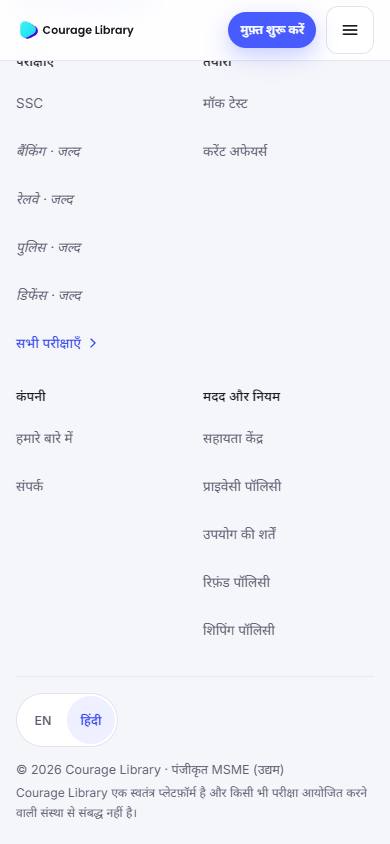 Courage Library
मुफ़्त शुरू करें
परीक्षाएँ
तैयारी
SSC
मॉक टेस्ट
बैंकिंग · जल्द
करेंट अफेयर्स
रेलवे · जल्द
पुलिस · जल्द
डिफेंस · जल्द
सभी परीक्षाएँ
कंपनी
मदद और नियम
हमारे बारे में
सहायता केंद्र
संपर्क
प्राइवेसी पॉलिसी
उपयोग की शर्तें
रिफ़ंड पॉलिसी
शिपिंग पॉलिसी
EN
हिंदी
© 2026 Courage Library · पंजीकृत MSME (उद्यम)
Courage Library एक स्वतंत्र प्लेटफ़ॉर्म है और किसी भी परीक्षा आयोजित करने
वाली संस्था से संबद्ध नहीं है।